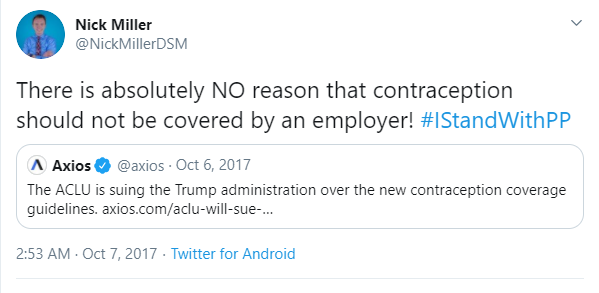 Nick Miller
@NickMillerDSM
There is absolutely NO reason that contraception
should not be covered by an employer! #IStandWithPP
Axios @axios · Oct 6, 2017
The ACLU is suing the Trump administration over the new contraception coverage
guidelines. axios.com/aclu-will-sue-...
2:53 AM · Oct 7, 2017 · Twitter for Android